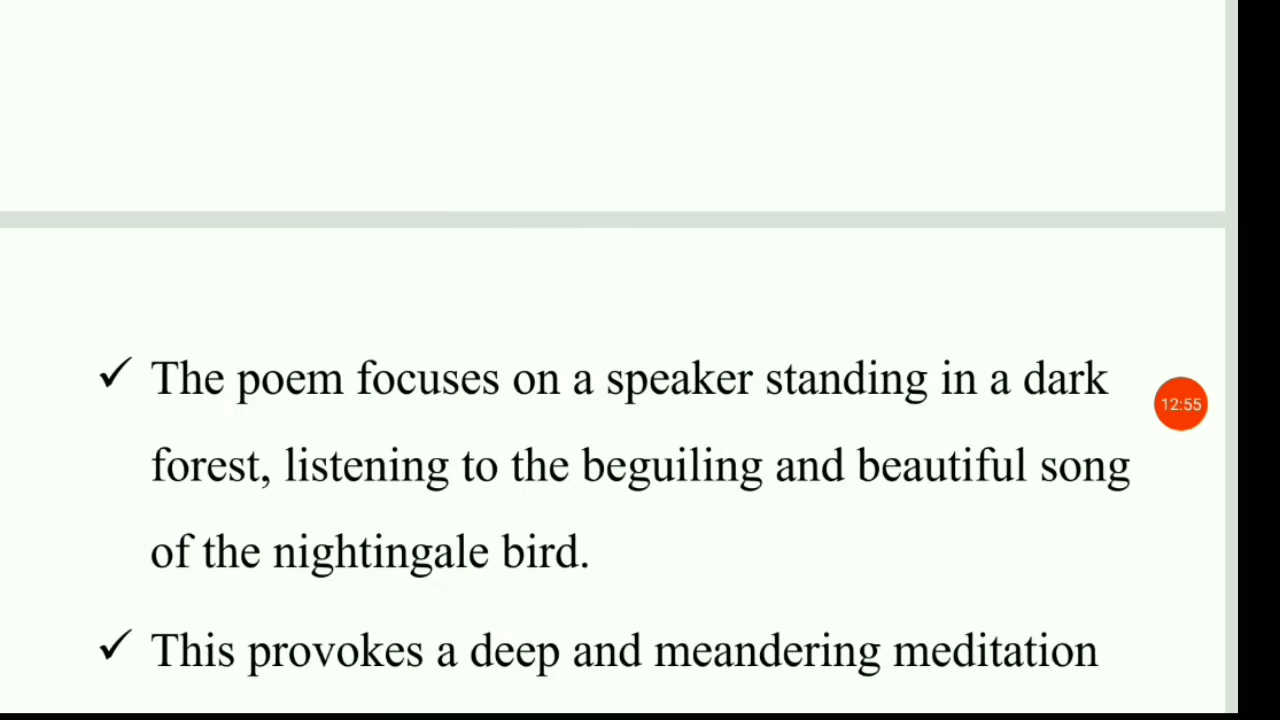 ✓ The poem focuses on a speaker standing in a dark
12:55
forest, listening to the beguiling and beautiful song
of the nightingale bird.
✓ This provokes a deep and meandering meditation